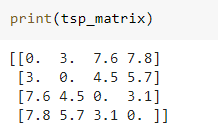 print(tsp_matrix)
[[0.  3.  7.6 7.8]
 [3.  0.  4.5 5.7]
 [7.6 4.5 0.  3.1]
 [7.8 5.7 3.1 0. ]]